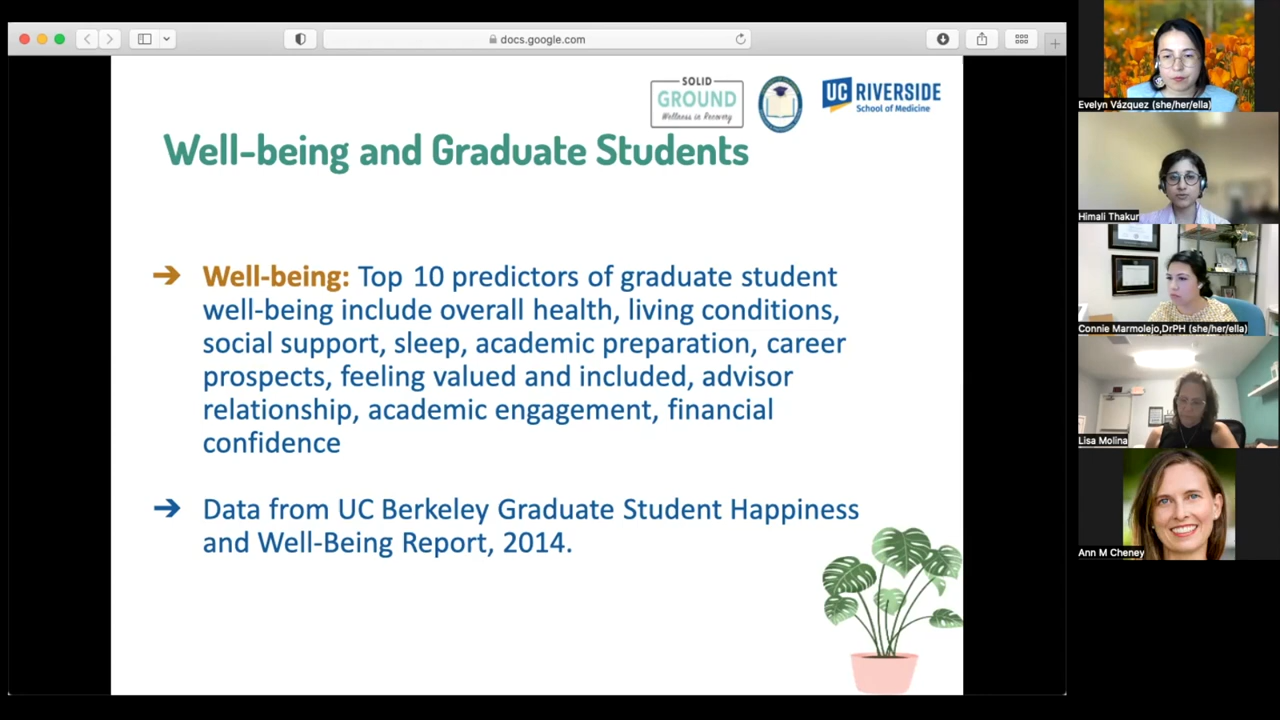 docs.google.com
SOLID
GROUND
Wellness in Recovery
UC RIVERSIDE
School of Medicine
Well-being and Graduate Students
➔ Well-being: Top 10 predictors of graduate student
well-being include overall health, living conditions,
social support, sleep, academic preparation, career
prospects, feeling valued and included, advisor
relationship, academic engagement, financial
confidence
➔ Data from UC Berkeley Graduate Student Happiness
and Well-Being Report, 2014.
Evelyn Vázquez (she/her/ella)
Himali Thakur
Connie Marmolejo,DrPH (she/her/ella)
Lisa Molina
Ann M Cheney